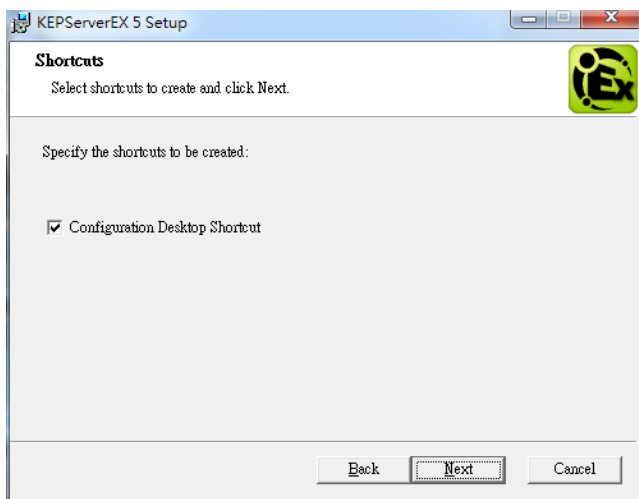 KEPServerEX 5 Setup
Shortcuts
Select shortcuts to create and click Next.
Ex
Specify the shortcuts to be created:
Configuration Desktop Shortcut
Back Next Cancel